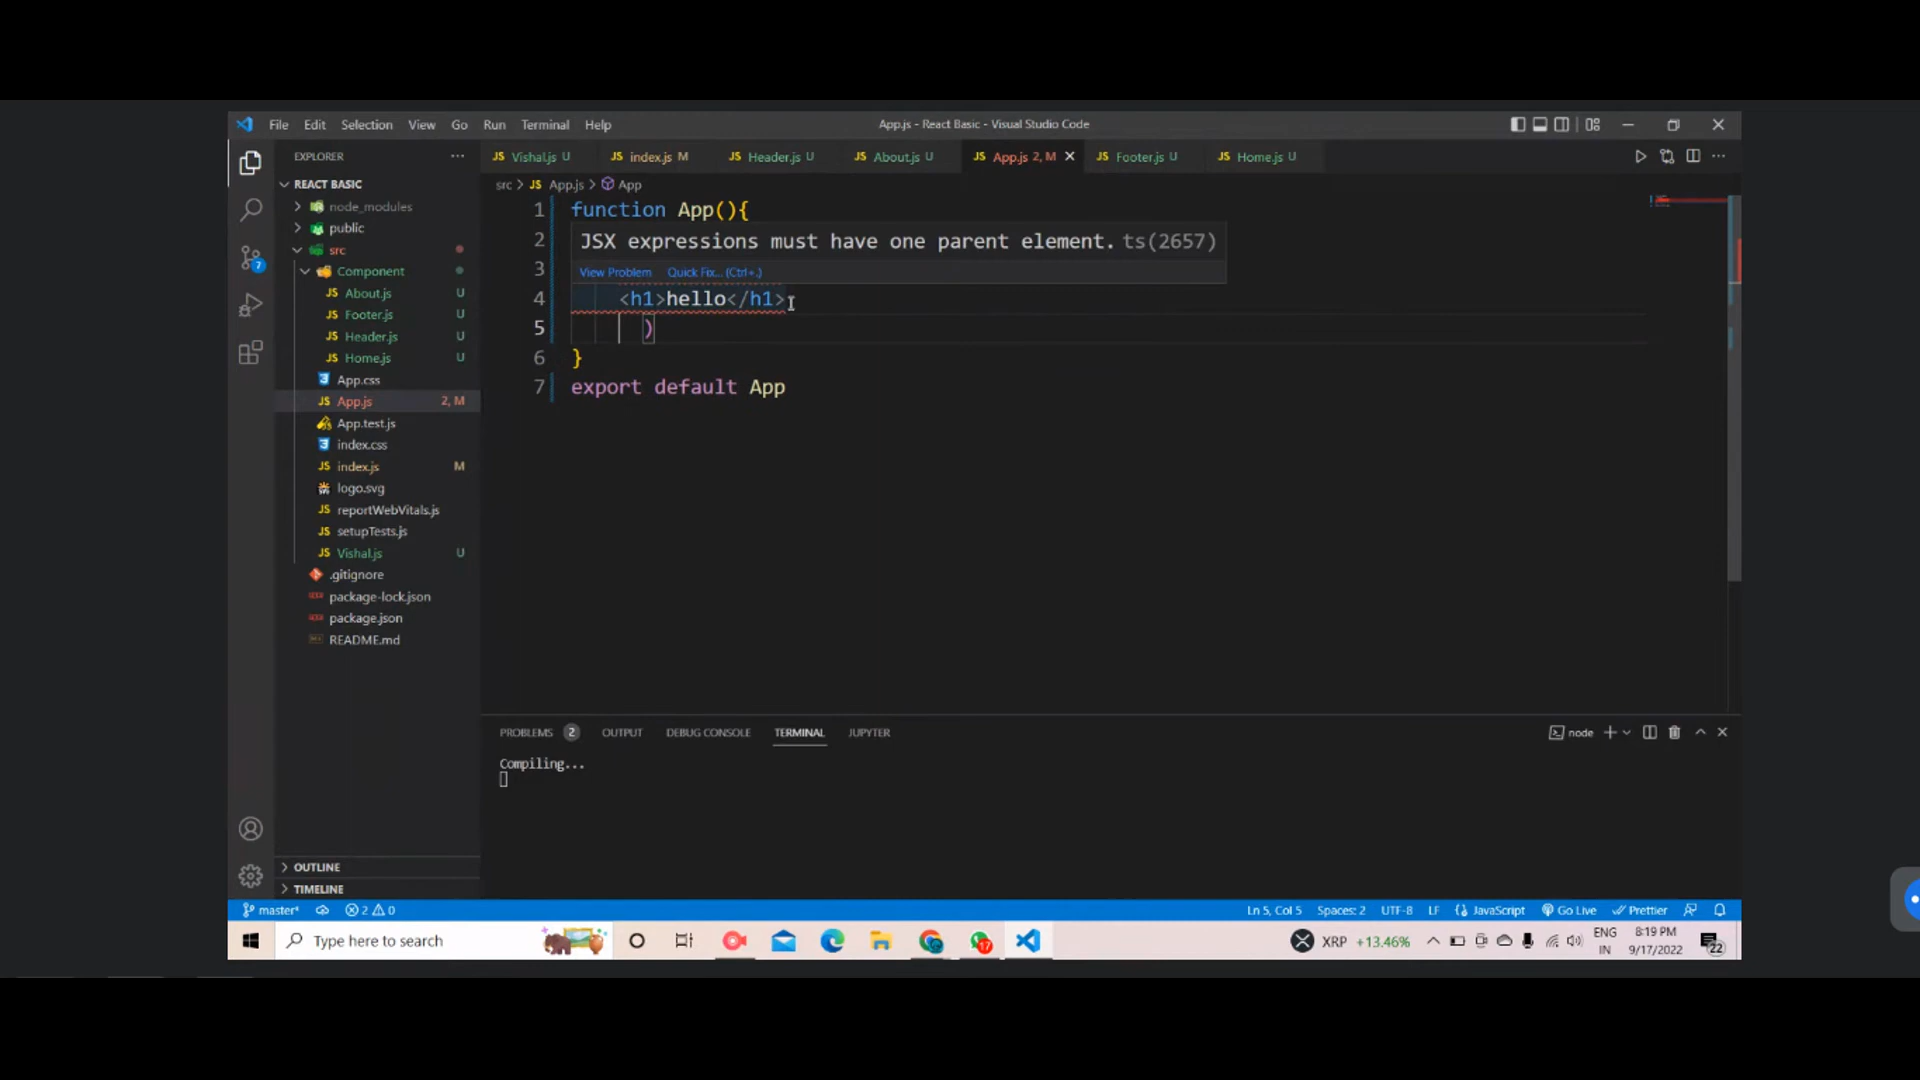 File Edit Selection View Go Run Terminal Help App.js - React Basic - Visual Studio Code
EXPLORER
Vishal.js U index.js M Header.js U About.js U App.js 2, M Footer.js U Home.js U
REACT BASIC
src > App.js > App
node_modules
public
src
Component
About.js U
Footer.js U
Header.js U
Home.js U
App.css
App.js 2, M
App.test.js
index.css
index.js M
logo.svg
reportWebVitals.js
setupTests.js
Vishal.js U
.gitignore
package-lock.json
package.json
README.md
OUTLINE
TIMELINE
1 function App(){
2
JSX expressions must have one parent element. ts(2657)
3
View Problem Quick Fix... (Ctrl+.)
4 <h1>hello</h1>
5 )
6 }
7 export default App
PROBLEMS 2 OUTPUT DEBUG CONSOLE TERMINAL JUPYTER node
Compiling...
master* 2 0 Ln 5, Col 5 Spaces: 2 UTF-8 LF JavaScript Go Live Prettier
7
Type here to search
17
XRP +13.46%
ENG
IN
8:19 PM
9/17/2022
22